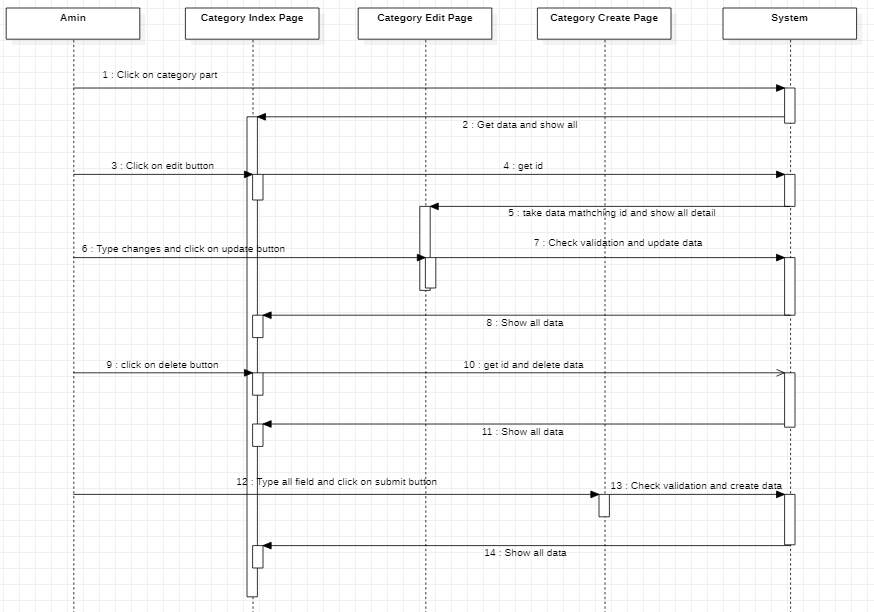 Amin
Category Index Page
Category Edit Page
Category Create Page
System
1 : Click on category part
2 : Get data and show all
3 : Click on edit button
4 : get id
5 : take data mathching id and show all detail
6 : Type changes and click on update button
7 : Check validation and update data
8 : Show all data
9 : click on delete button
10 : get id and delete data
11 : Show all data
12 : Type all field and click on submit button
13 : Check validation and create data
14 : Show all data